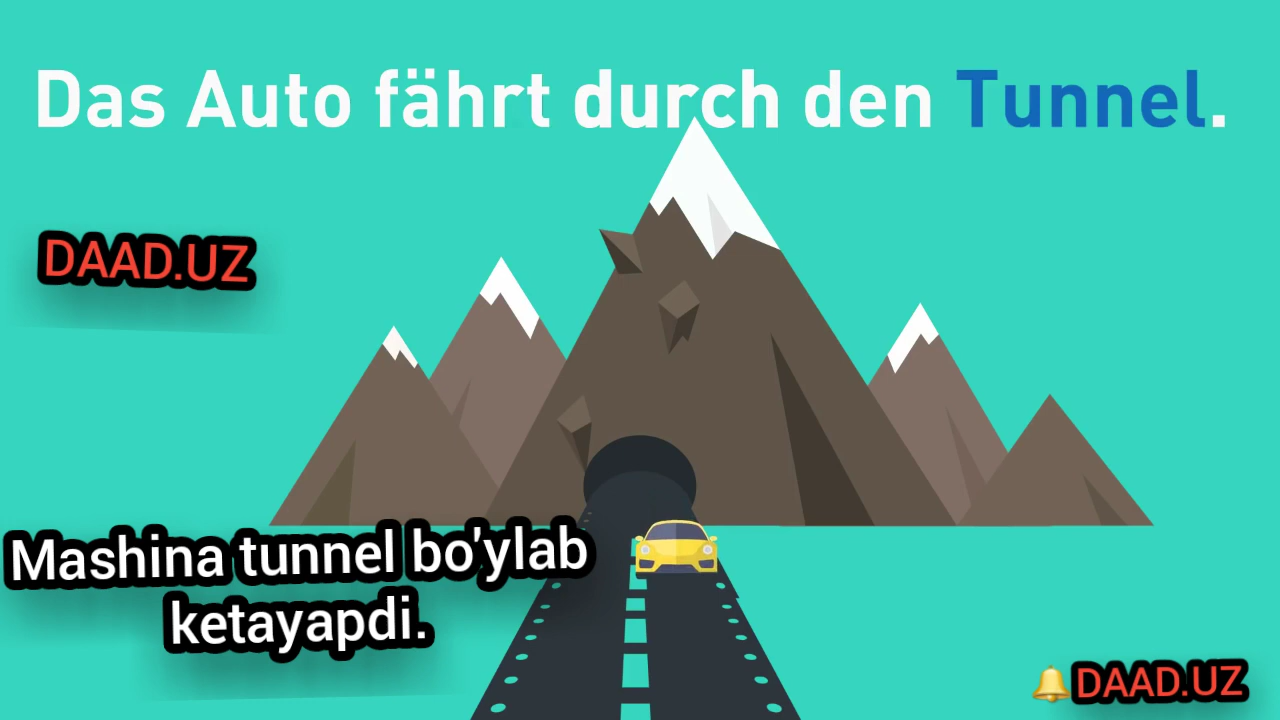 Das Auto fährt durch den Tunnel.
DAAD.UZ
Mashina tunnel bo'ylab
ketayapdi.
🔔DAAD.UZ